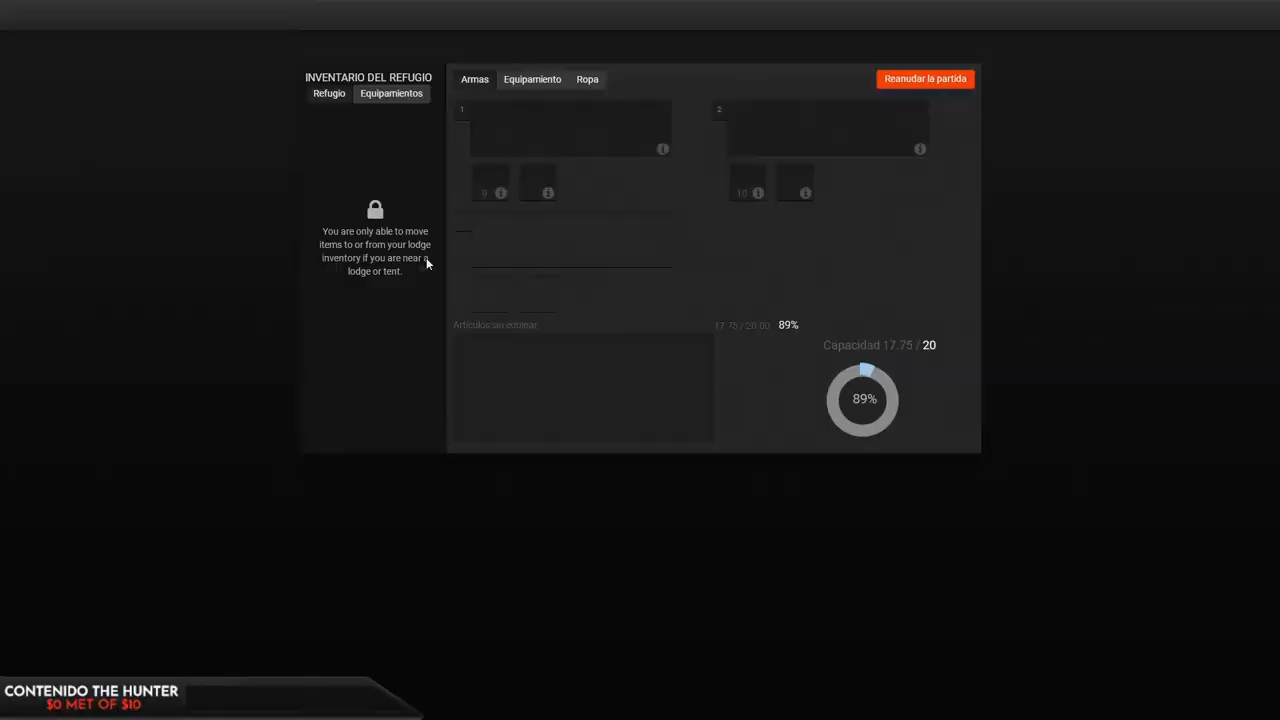 INVENTARIO DEL REFUGIO
Refugio Equipamientos
You are only able to move
items to or from your lodge
inventory if you are near a
lodge or tent.
Armas Equipamiento Ropa
Reanudar la partida
1
2
9
10
Artículos sin equipar
17.75 / 20.00 89%
Capacidad 17.75 / 20
89%
CONTENIDO THE HUNTER
$0 MET OF $10